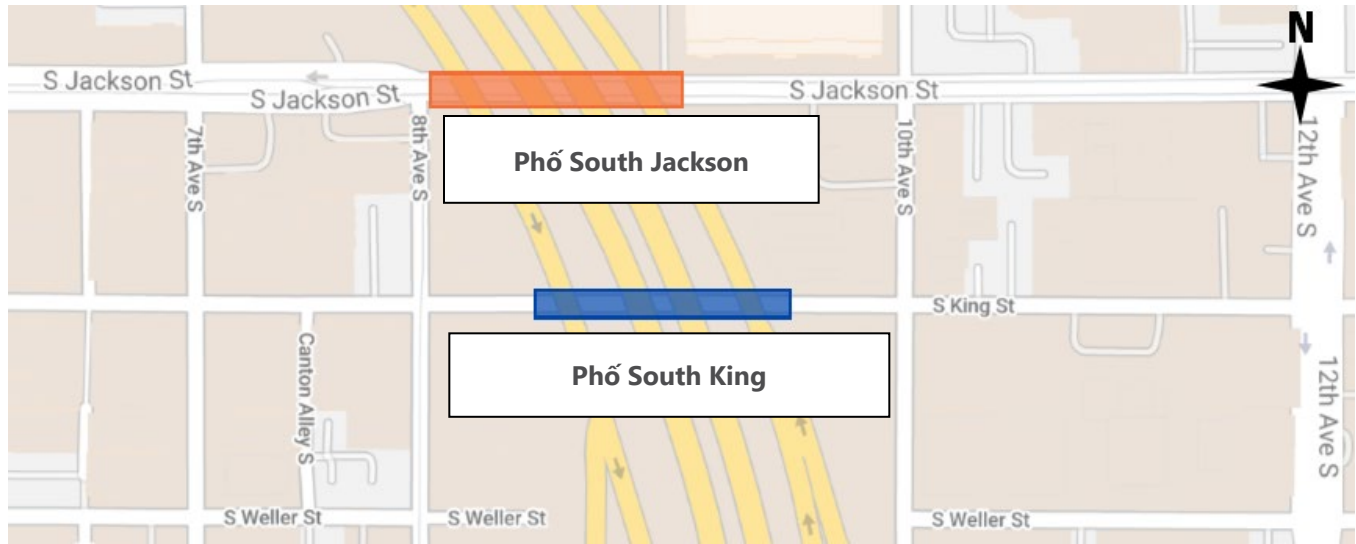 N
S Jackson St
S Jackson St
S Jackson St
7th Ave S
8th Ave S
10th Ave S
12th Ave S
Phố South Jackson
S King St
Phố South King
Canton Alley S
12th Ave S
S Weller St
S Weller St
S Weller St